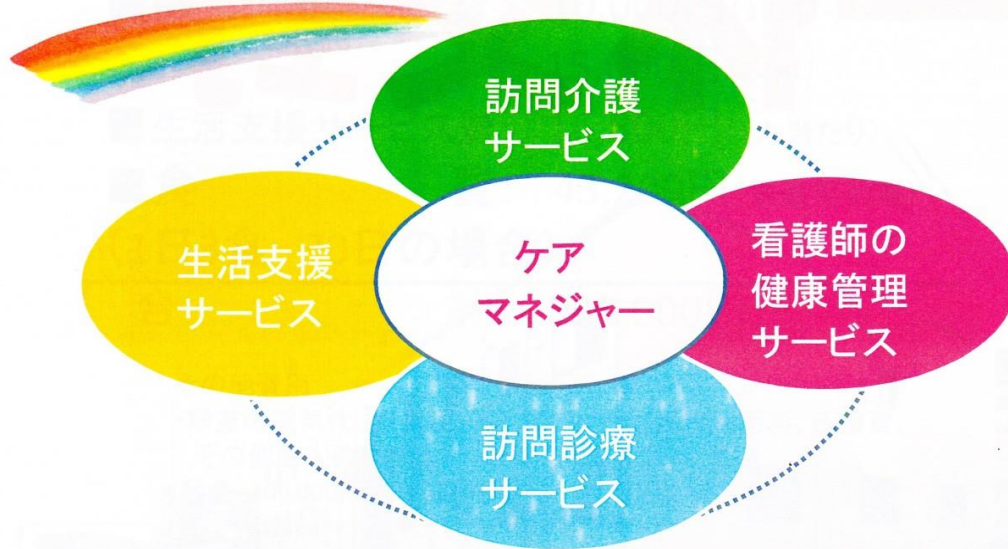 訪問介護
サービス
生活支援
サービス
ケア
マネジャー
看護師の
健康管理
サービス
訪問診療
サービス